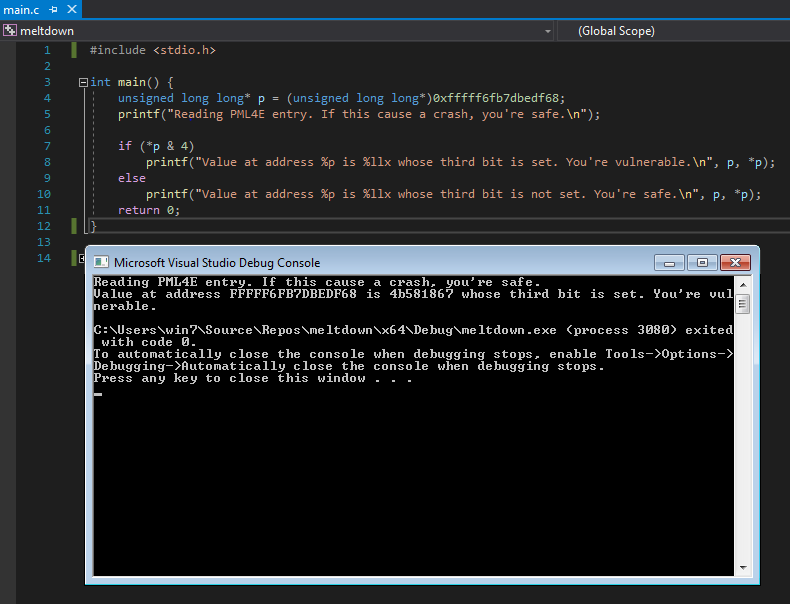 main.c
meltdown
(Global Scope)
1 #include <stdio.h>
2
3 int main() {
4 unsigned long long* p = (unsigned long long*)0xfffff6fb7dbedf68;
5 printf("Reading PML4E entry. If this cause a crash, you're safe.\n");
6
7 if (*p & 4)
8 printf("Value at address %p is %llx whose third bit is set. You're vulnerable.\n", p, *p);
9 else
10 printf("Value at address %p is %llx whose third bit is not set. You're safe.\n", p, *p);
11 return 0;
12 }
13
14
Microsoft Visual Studio Debug Console
Reading PML4E entry. If this cause a crash, you're safe.
Value at address FFFFF6FB7DBEDF68 is 4b581867 whose third bit is set. You're vul
nerable.
C:\Users\win7\Source\Repos\meltdown\x64\Debug\meltdown.exe (process 3080) exited
with code 0.
To automatically close the console when debugging stops, enable Tools->Options->
Debugging->Automatically close the console when debugging stops.
Press any key to close this window . . .